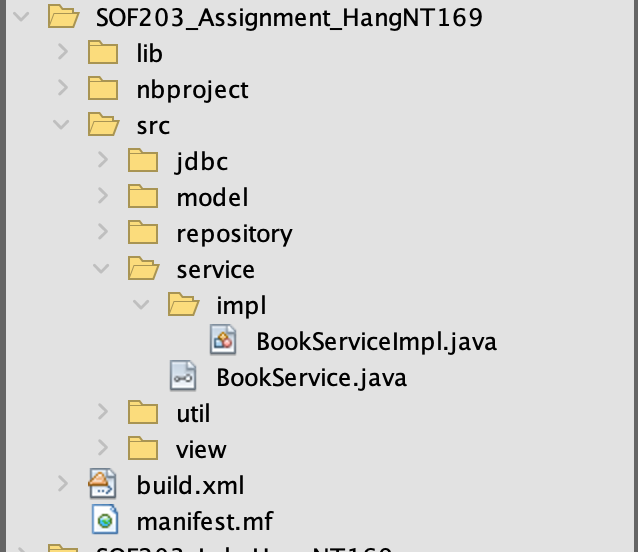 SOF203_Assignment_HangNT169
lib
nbproject
src
jdbc
model
repository
service
impl
BookServiceImpl.java
BookService.java
util
view
build.xml
manifest.mf